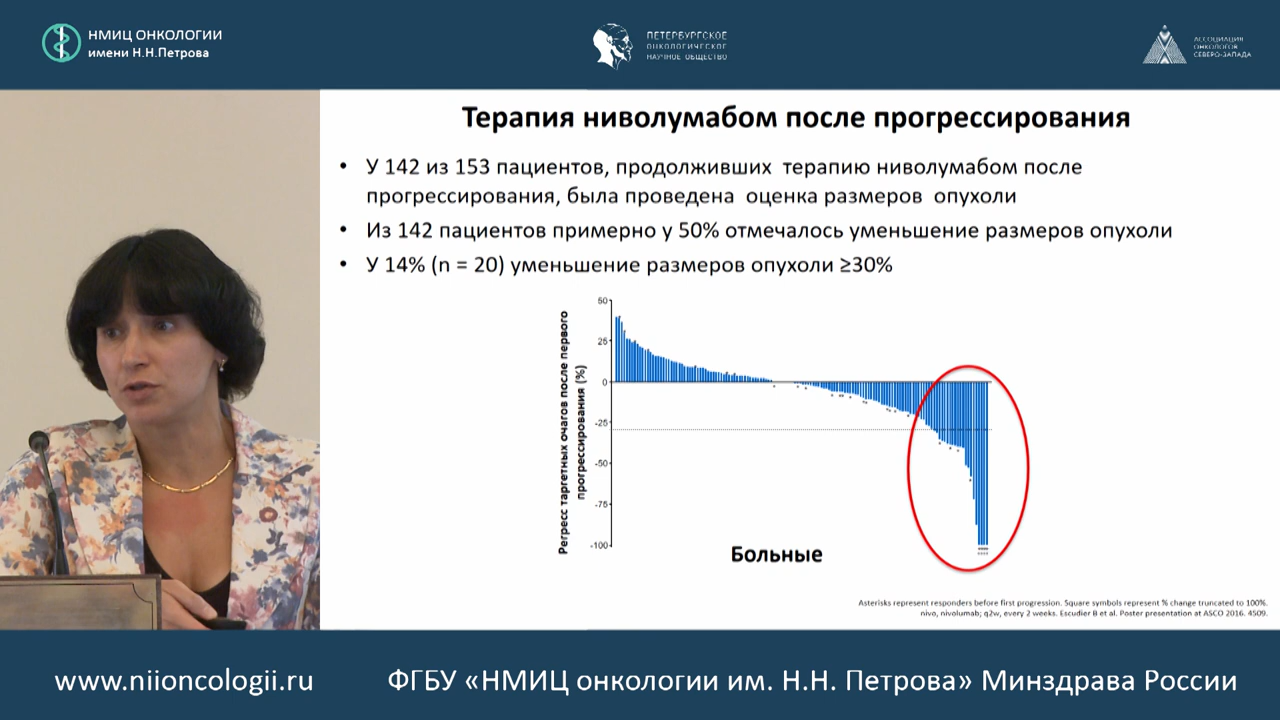 НМИЦ ОНКОЛОГИИ
имени Н.Н.Петрова
ПЕТЕРБУРГСКОЕ
ОНКОЛОГИЧЕСКОЕ
НАУЧНОЕ ОБЩЕСТВО
АССОЦИАЦИЯ
ОНКОЛОГОВ
СЕВЕРО-ЗАПАДА
Терапия ниволумабом после прогрессирования
• У 142 из 153 пациентов, продолживших терапию ниволумабом после
прогрессирования, была проведена оценка размеров опухоли
• Из 142 пациентов примерно у 50% отмечалось уменьшение размеров опухоли
• У 14% (n = 20) уменьшение размеров опухоли ≥30%
Регресс таргетных очагов после первого
прогрессирования (%)
50
25
0
-25
-50
-75
-100
Больные
Asterisks represent responders before first progression. Square symbols represent % change truncated to 100%.
nivo, nivolumab; q2w, every 2 weeks. Escudier B et al. Poster presentation at ASCO 2016. 4509.
www.niioncologii.ru
ФГБУ «НМИЦ онкологии им. Н.Н. Петрова» Минздрава России